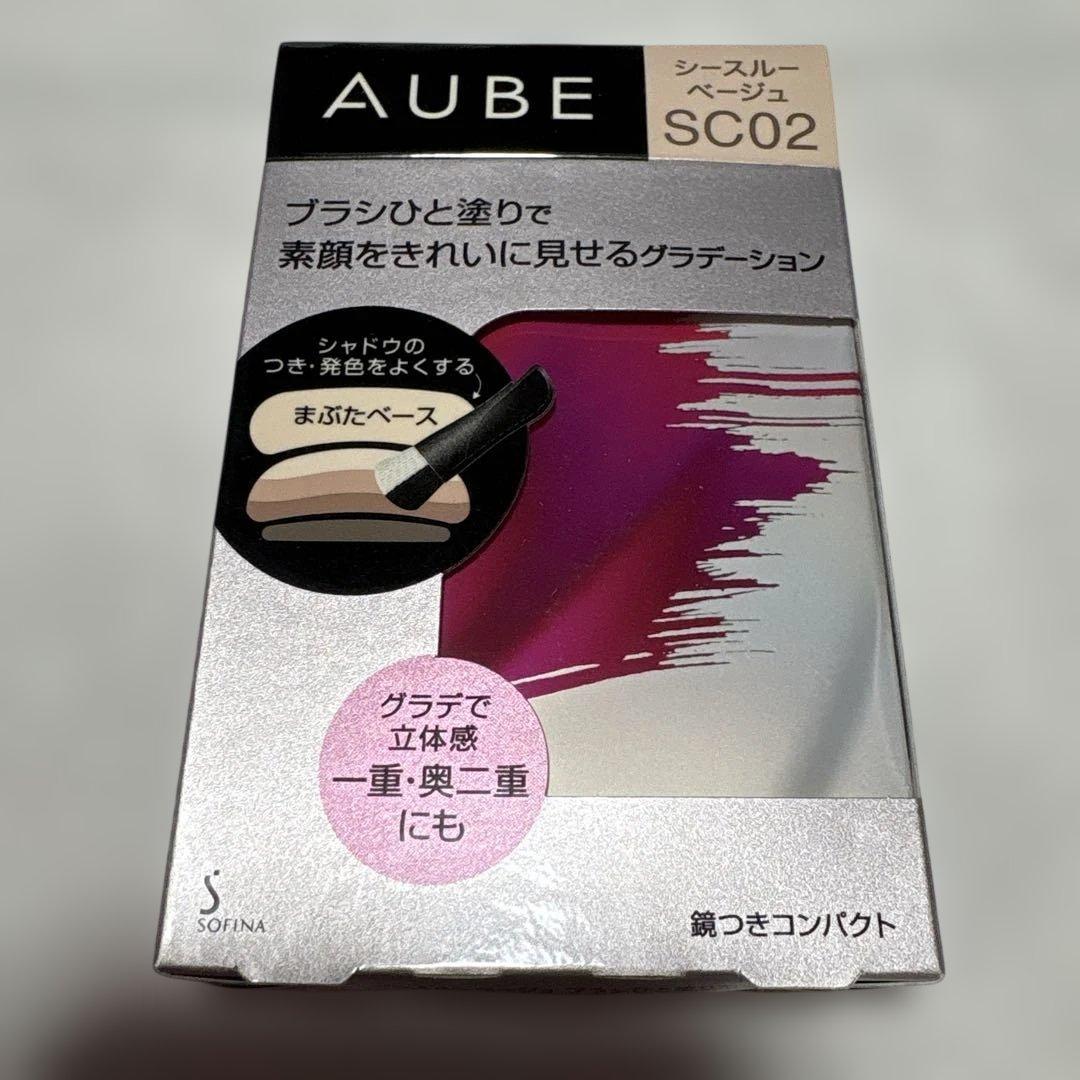 AUBE
シースルー
ベージュ
SC02
ブラシひと塗りで
素顔をきれいに見せるグラデーション
シャドウの
つき・発色をよくする
まぶたベース
グラデで
立体感
一重・奥二重
にも
SOFINA
鏡つきコンパクト